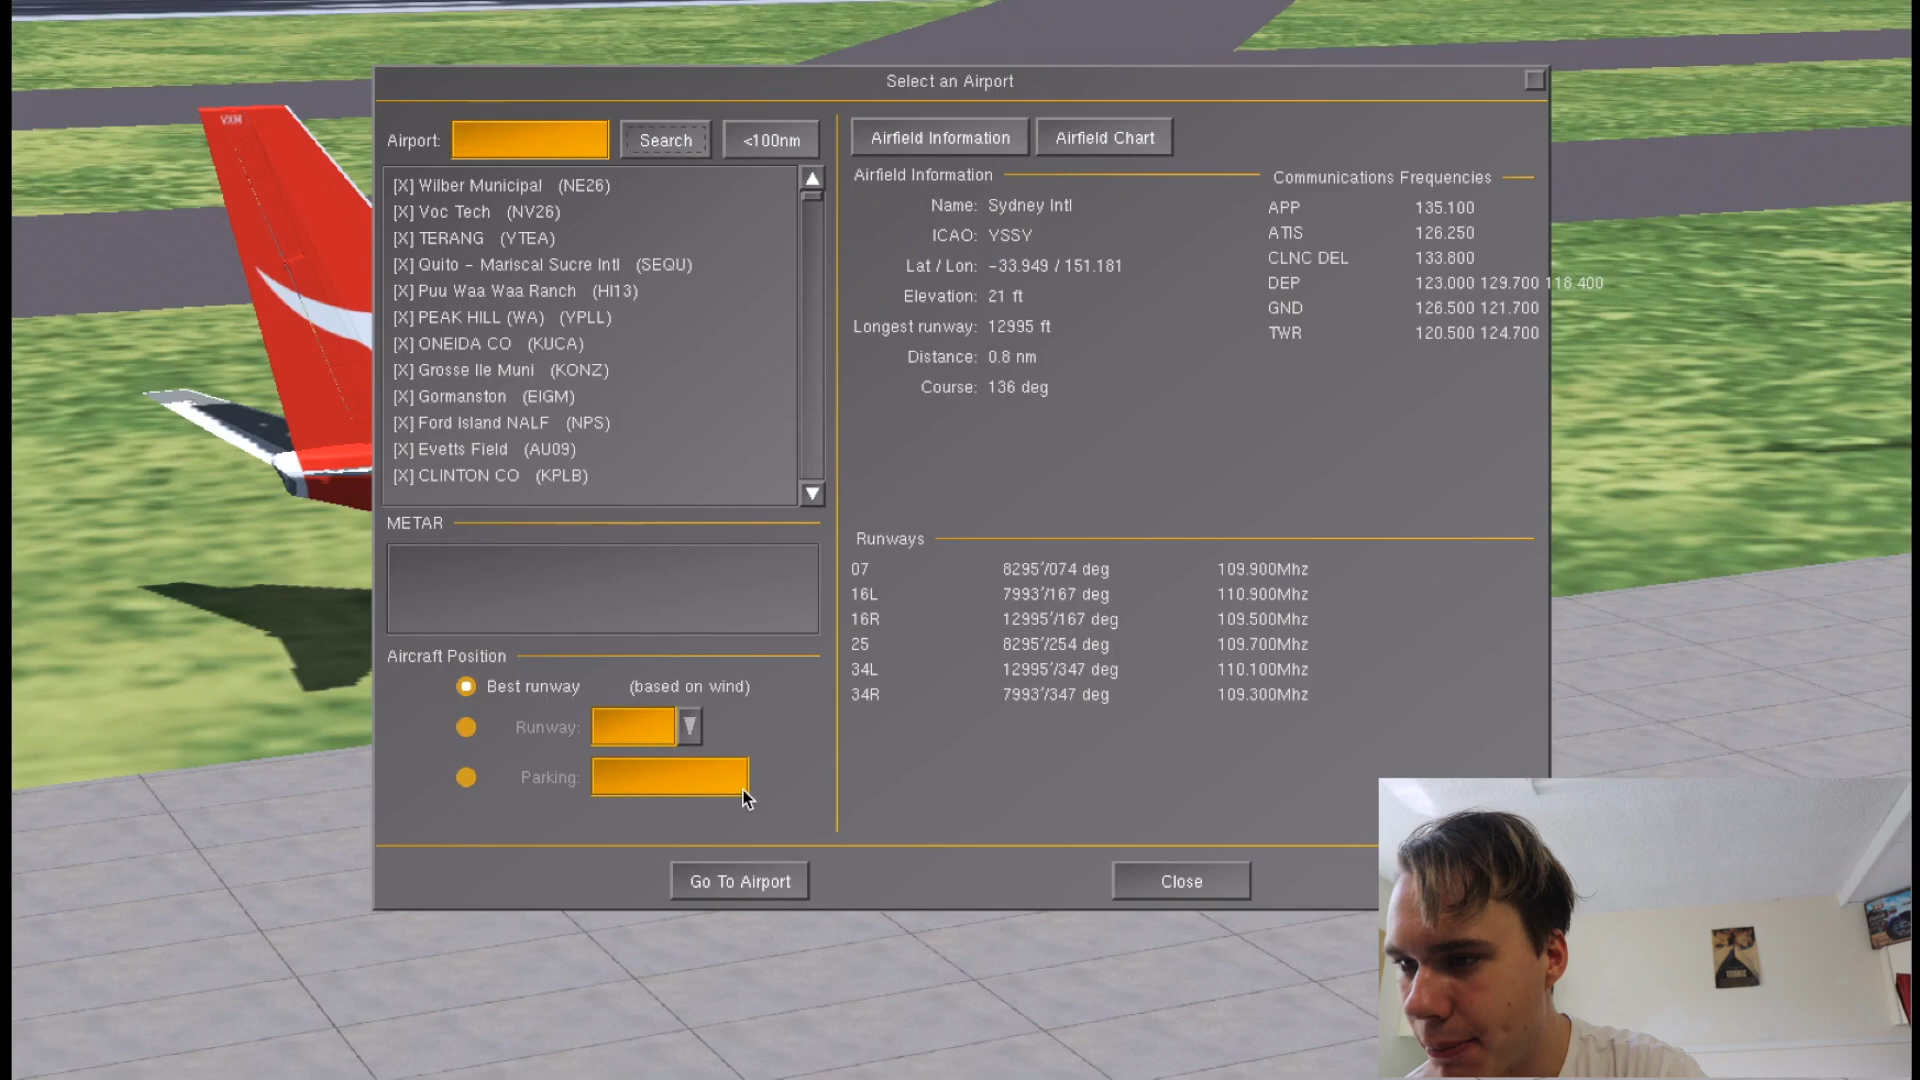 VXM
Select an Airport
Airport: Search <100nm
[X] Wilber Municipal (NE26)
[X] Voc Tech (NV26)
[X] TERANG (YTEA)
[X] Quito - Mariscal Sucre Intl (SEQU)
[X] Puu Waa Waa Ranch (HI13)
[X] PEAK HILL (WA) (YPLL)
[X] ONEIDA CO (KUCA)
[X] Grosse Ile Muni (KONZ)
[X] Gormanston (EIGM)
[X] Ford Island NALF (NPS)
[X] Evetts Field (AU09)
[X] CLINTON CO (KPLB)
METAR
Aircraft Position
Best runway (based on wind)
Runway:
Parking:
Go To Airport
Airfield Information Airfield Chart
Airfield Information
Name: Sydney Intl
ICAO: YSSY
Lat / Lon: -33.949 / 151.181
Elevation: 21 ft
Longest runway: 12995 ft
Distance: 0.8 nm
Course: 136 deg
Communications Frequencies
APP 135.100
ATIS 126.250
CLNC DEL 133.800
DEP 123.000 129.700 118.400
GND 126.500 121.700
TWR 120.500 124.700
Runways
07 8295'/074 deg 109.900Mhz
16L 7993'/167 deg 110.900Mhz
16R 12995'/167 deg 109.500Mhz
25 8295'/254 deg 109.700Mhz
34L 12995'/347 deg 110.100Mhz
34R 7993'/347 deg 109.300Mhz
Close
TITANIC